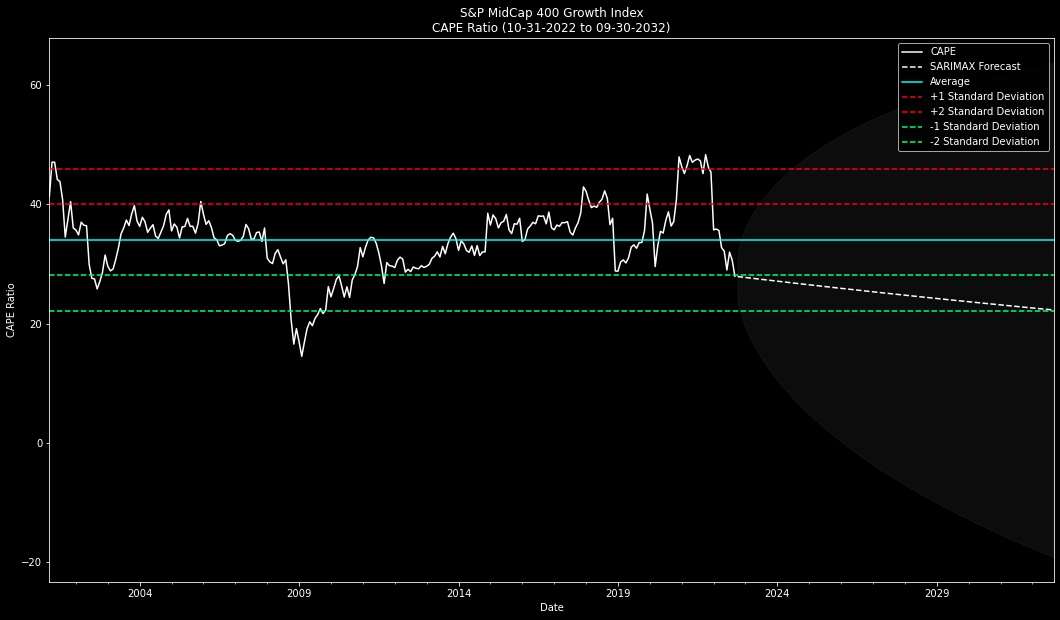 S&P MidCap 400 Growth Index
CAPE Ratio (10-31-2022 to 09-30-2032)
CAPE
SARIMAX Forecast
Average
+1 Standard Deviation
+2 Standard Deviation
-1 Standard Deviation
-2 Standard Deviation
CAPE Ratio
60
40
20
0
−20
2004
2009
2014
2019
2024
2029
Date